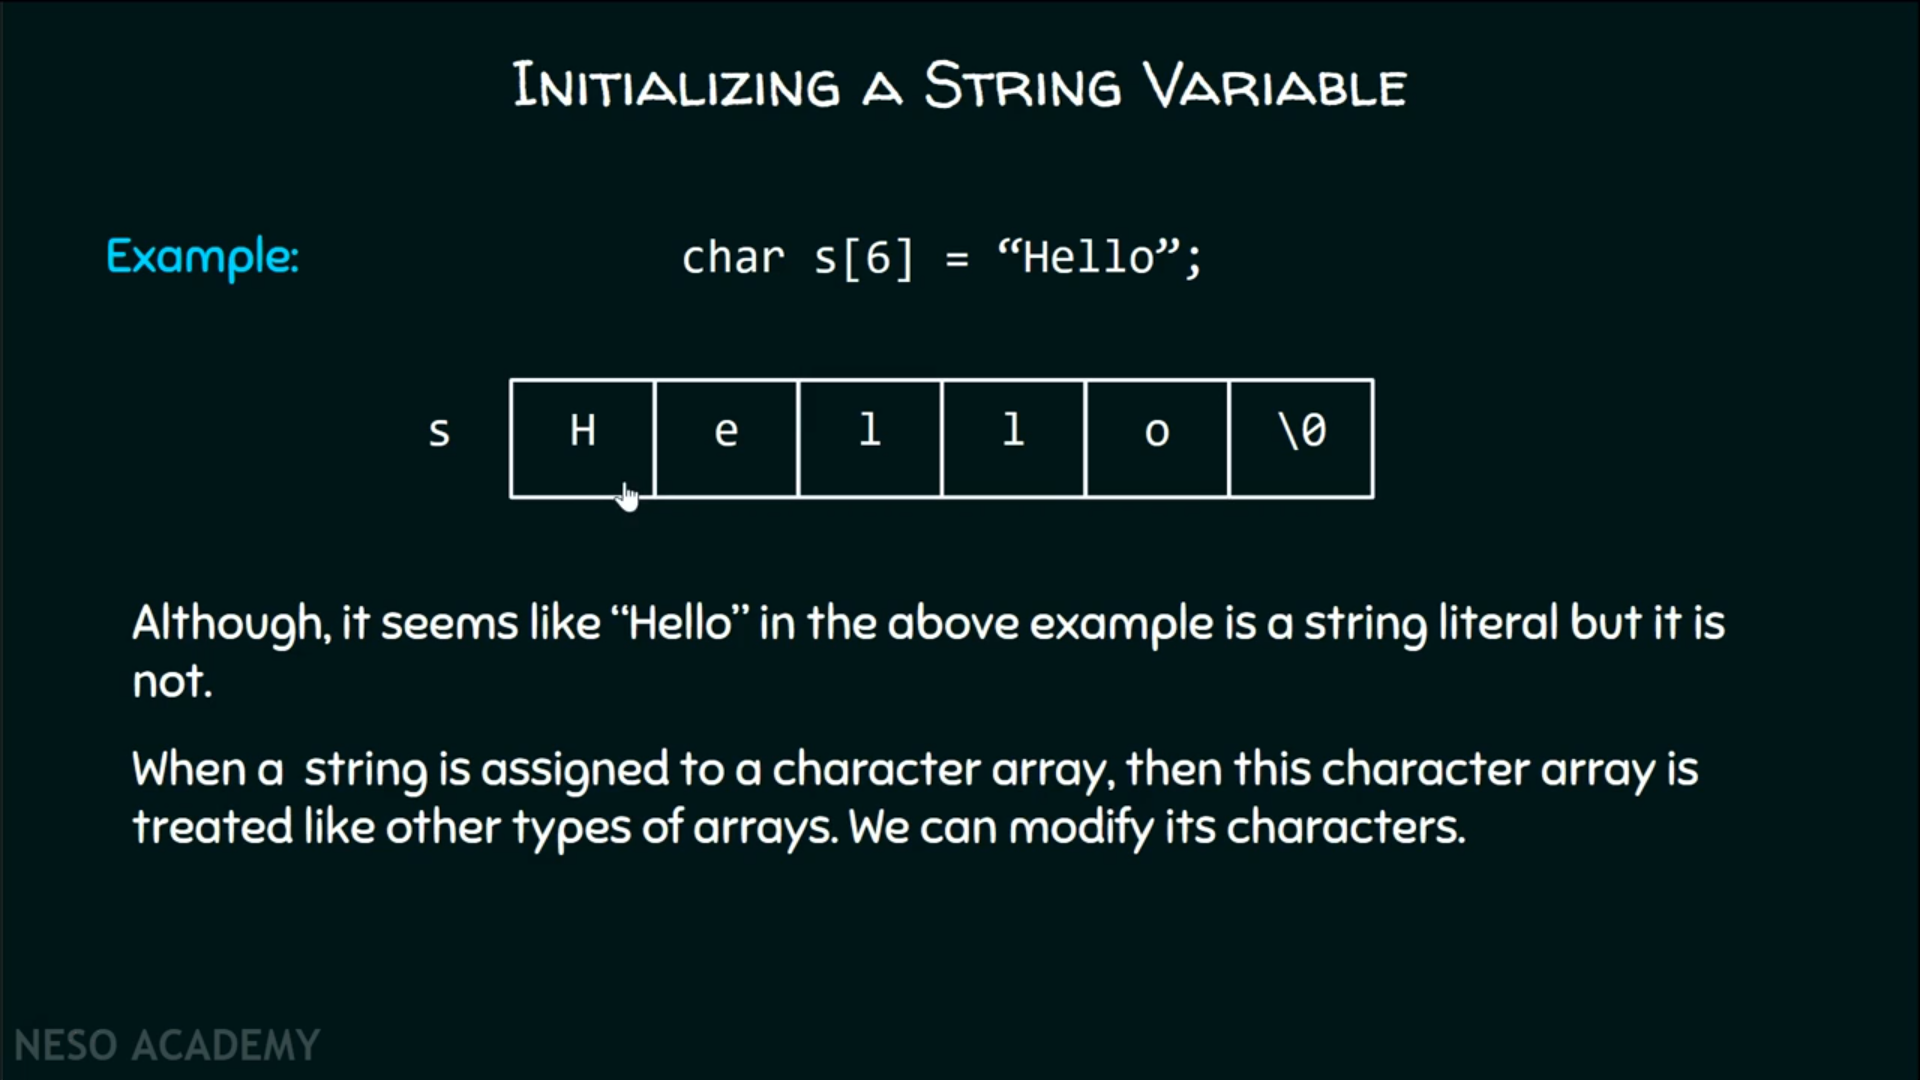 Initializing a String Variable
Example:
char s[6] = “Hello”;
s H e l l o \0
Although, it seems like “Hello” in the above example is a string literal but it is
not.
When a string is assigned to a character array, then this character array is
treated like other types of arrays. We can modify its characters.
NESO ACADEMY